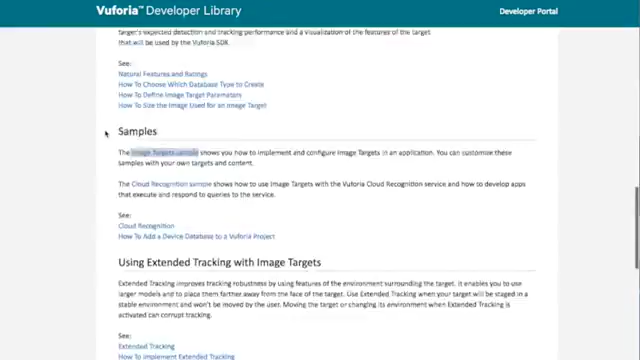 Vuforia™ Developer Library
Developer Portal
target's expected detection and tracking performance and a visualization of the features of the target
that will be used by the Vuforia SDK.
See:
Natural Features and Ratings
How To Choose Which Database Type to Create
How To Define Image Target Parameters
How To Size the Image Used for an Image Target
Samples
The Image Targets sample shows you how to implement and configure Image Targets in an application. You can customize these
samples with your own targets and content.
The Cloud Recognition sample shows how to use Image Targets with the Vuforia Cloud Recognition service and how to develop apps
that execute and respond to queries to the service.
See:
Cloud Recognition
How To Add a Device Database to a Vuforia Project
Using Extended Tracking with Image Targets
Extended Tracking improves tracking robustness by using features of the environment surrounding the target. It enables you to use
larger models and to place them farther away from the face of the target. Use Extended Tracking when your target will be staged in a
stable environment and won't be moved by the user. Moving the target or changing its environment when Extended Tracking is
activated can corrupt tracking.
See:
Extended Tracking
How To Implement Extended Tracking